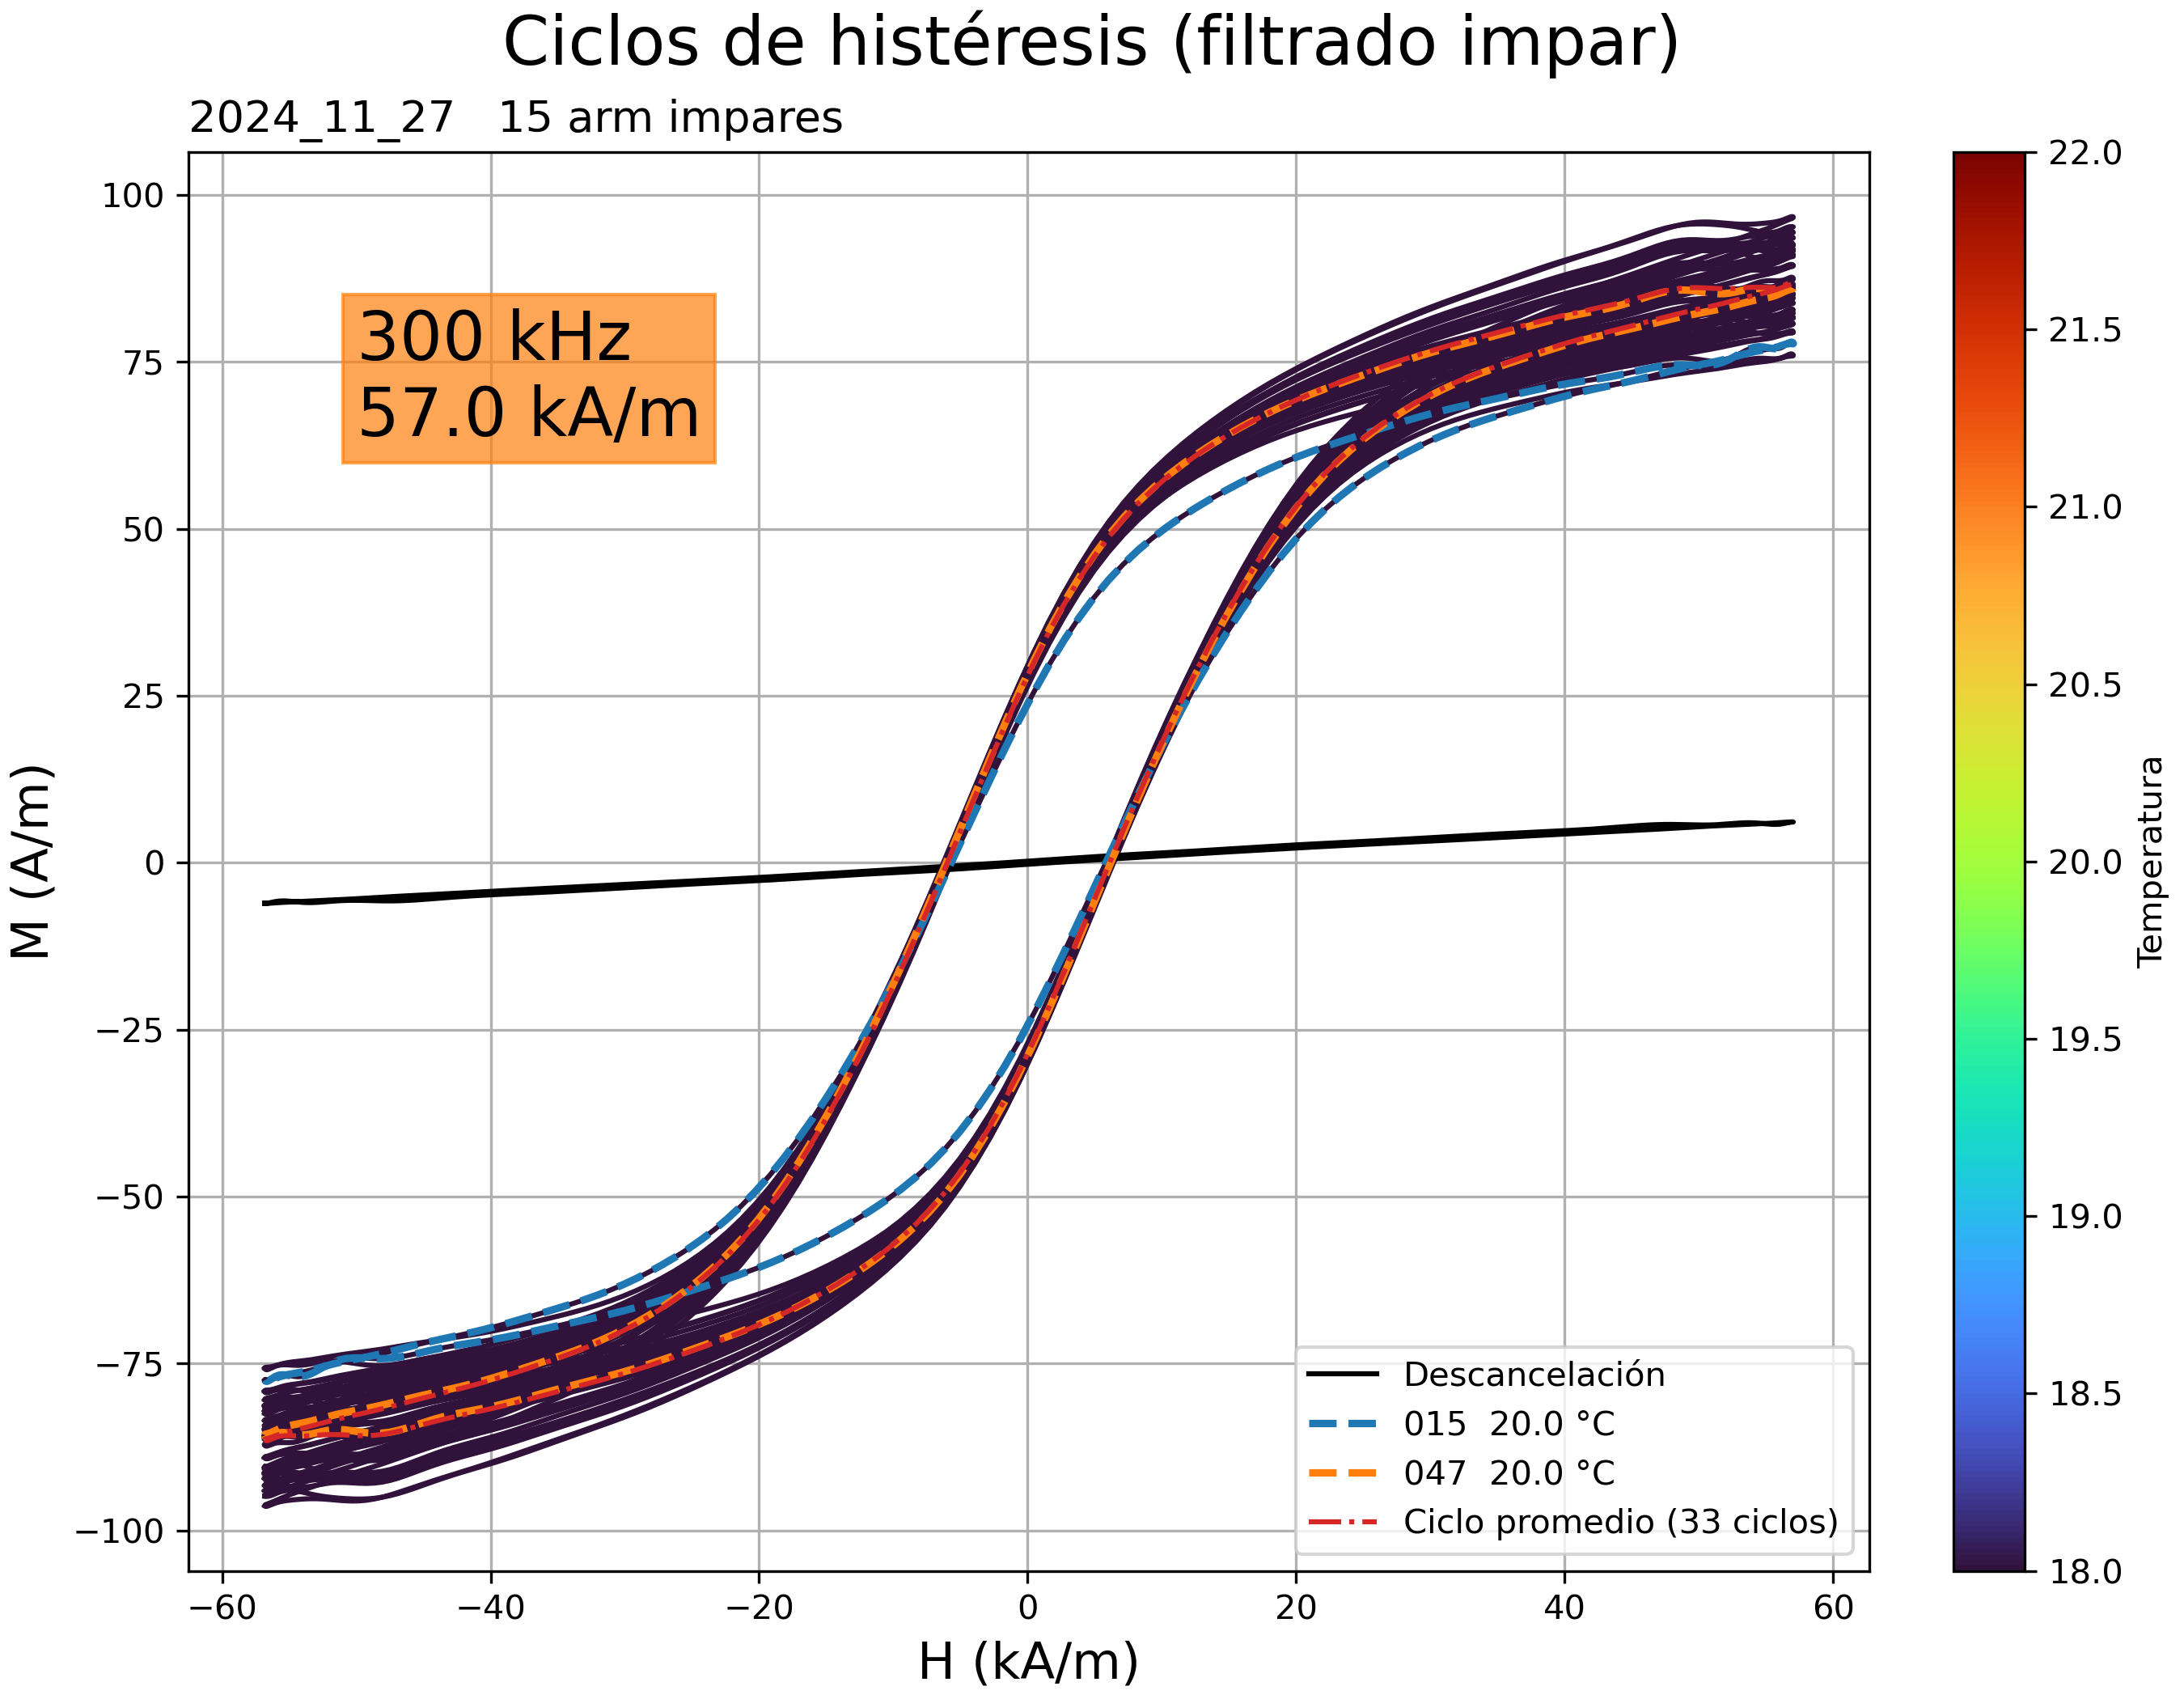 Ciclos de histéresis (filtrado impar)
2024_11_27   15 arm impares
300 kHz
57.0 kA/m
M (A/m)
100
75
50
25
0
−25
−50
−75
−100
−60
−40
−20
0
20
40
60
H (kA/m)
Descancelación
015  20.0 °C
047  20.0 °C
Ciclo promedio (33 ciclos)
22.0
21.5
21.0
20.5
20.0
19.5
19.0
18.5
18.0
Temperatura